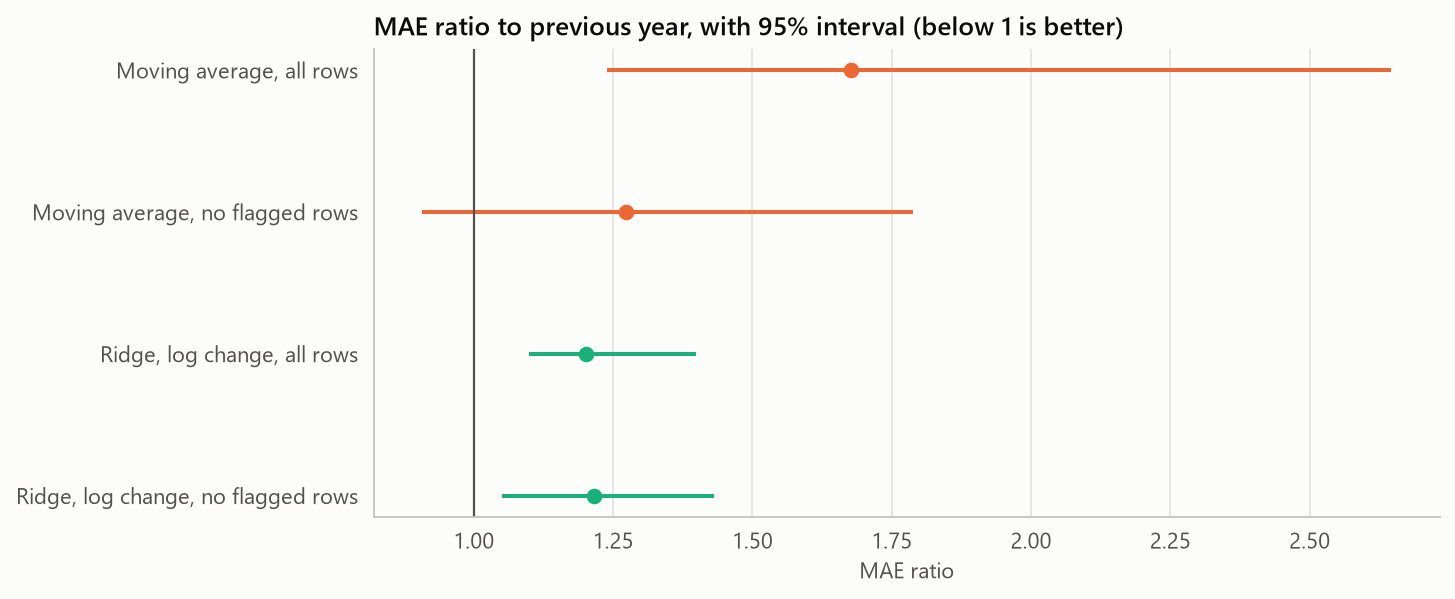 MAE ratio to previous year, with 95% interval (below 1 is better)
Moving average, all rows
Moving average, no flagged rows
Ridge, log change, all rows
Ridge, log change, no flagged rows
1.00 1.25 1.50 1.75 2.00 2.25 2.50
MAE ratio